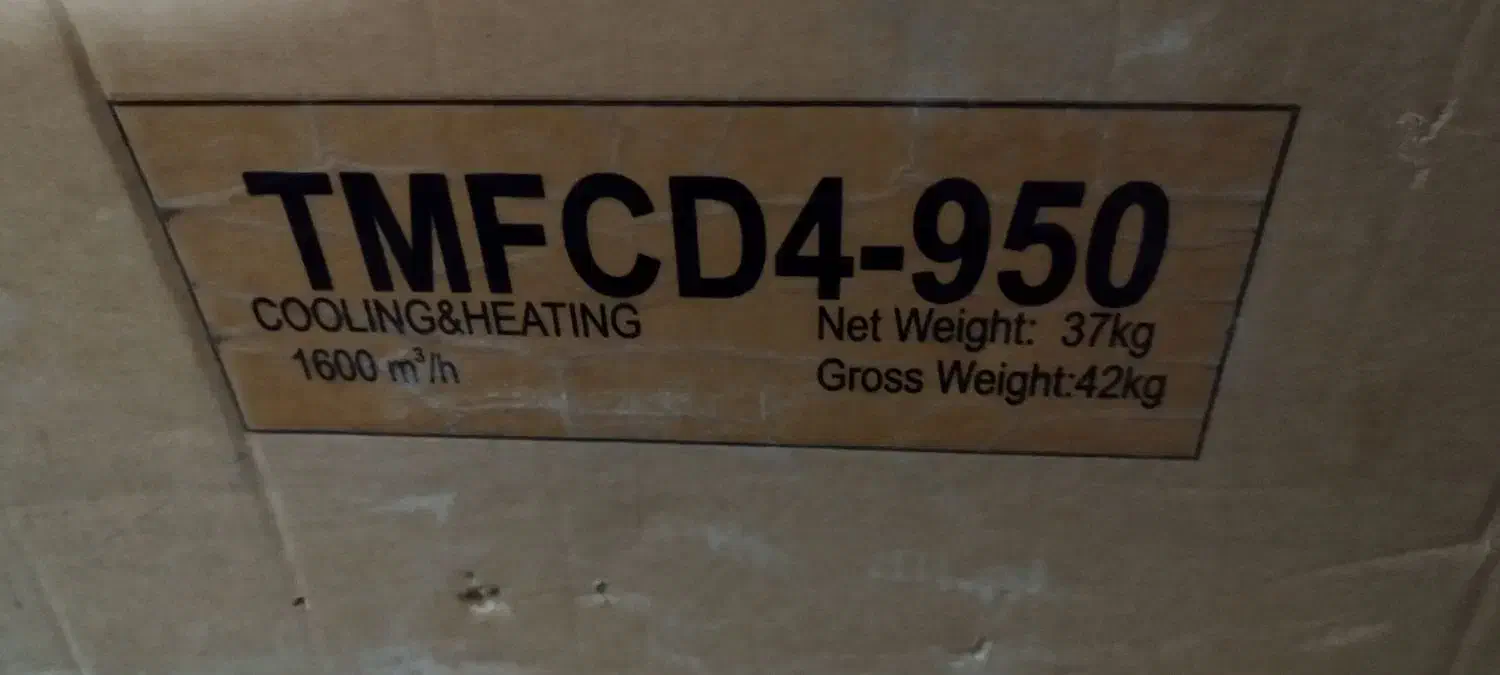 TMFCD4-950
COOLING&HEATING
Net Weight: 37kg
1600 m³/h
Gross Weight:42kg